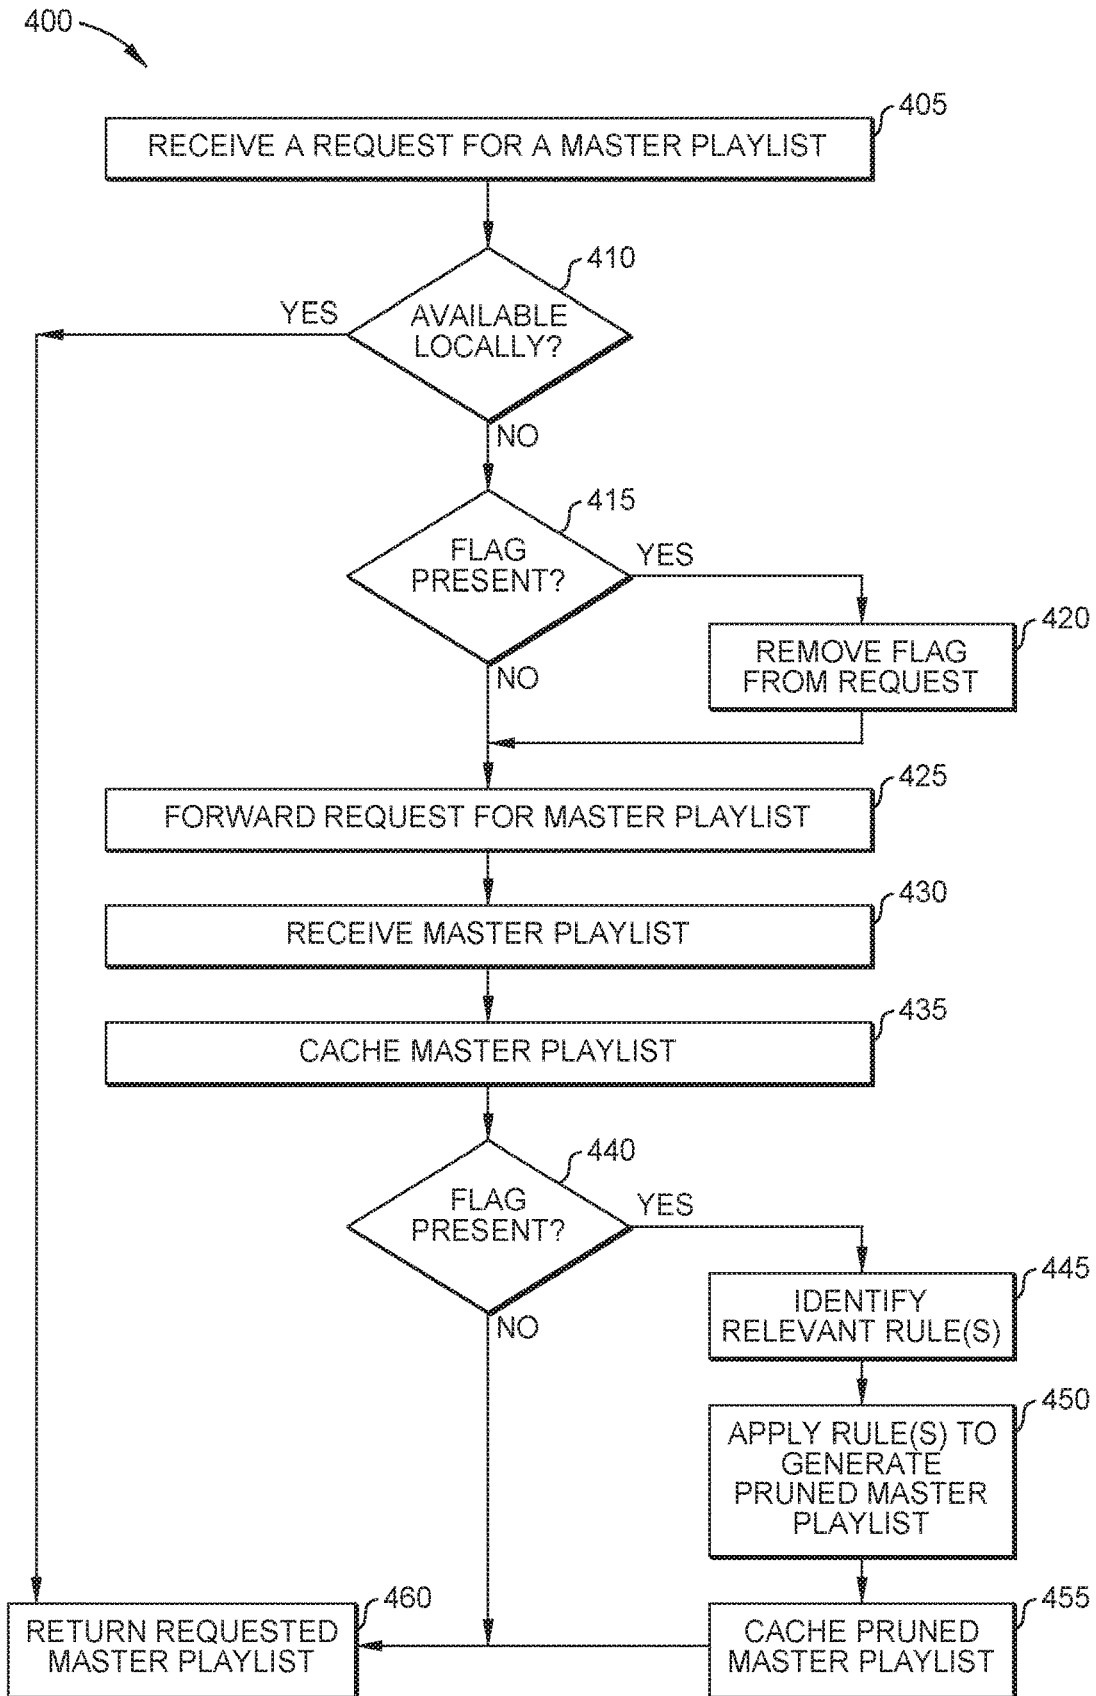 400
405
RECEIVE A REQUEST FOR A MASTER PLAYLIST
410
YES
AVAILABLE
LOCALLY?
NO
415
FLAG
PRESENT?
YES
420
REMOVE FLAG
FROM REQUEST
NO
425
FORWARD REQUEST FOR MASTER PLAYLIST
430
RECEIVE MASTER PLAYLIST
435
CACHE MASTER PLAYLIST
440
FLAG
PRESENT?
YES
445
IDENTIFY
RELEVANT RULE(S)
NO
450
APPLY RULE(S) TO
GENERATE
PRUNED MASTER
PLAYLIST
460
RETURN REQUESTED
MASTER PLAYLIST
455
CACHE PRUNED
MASTER PLAYLIST